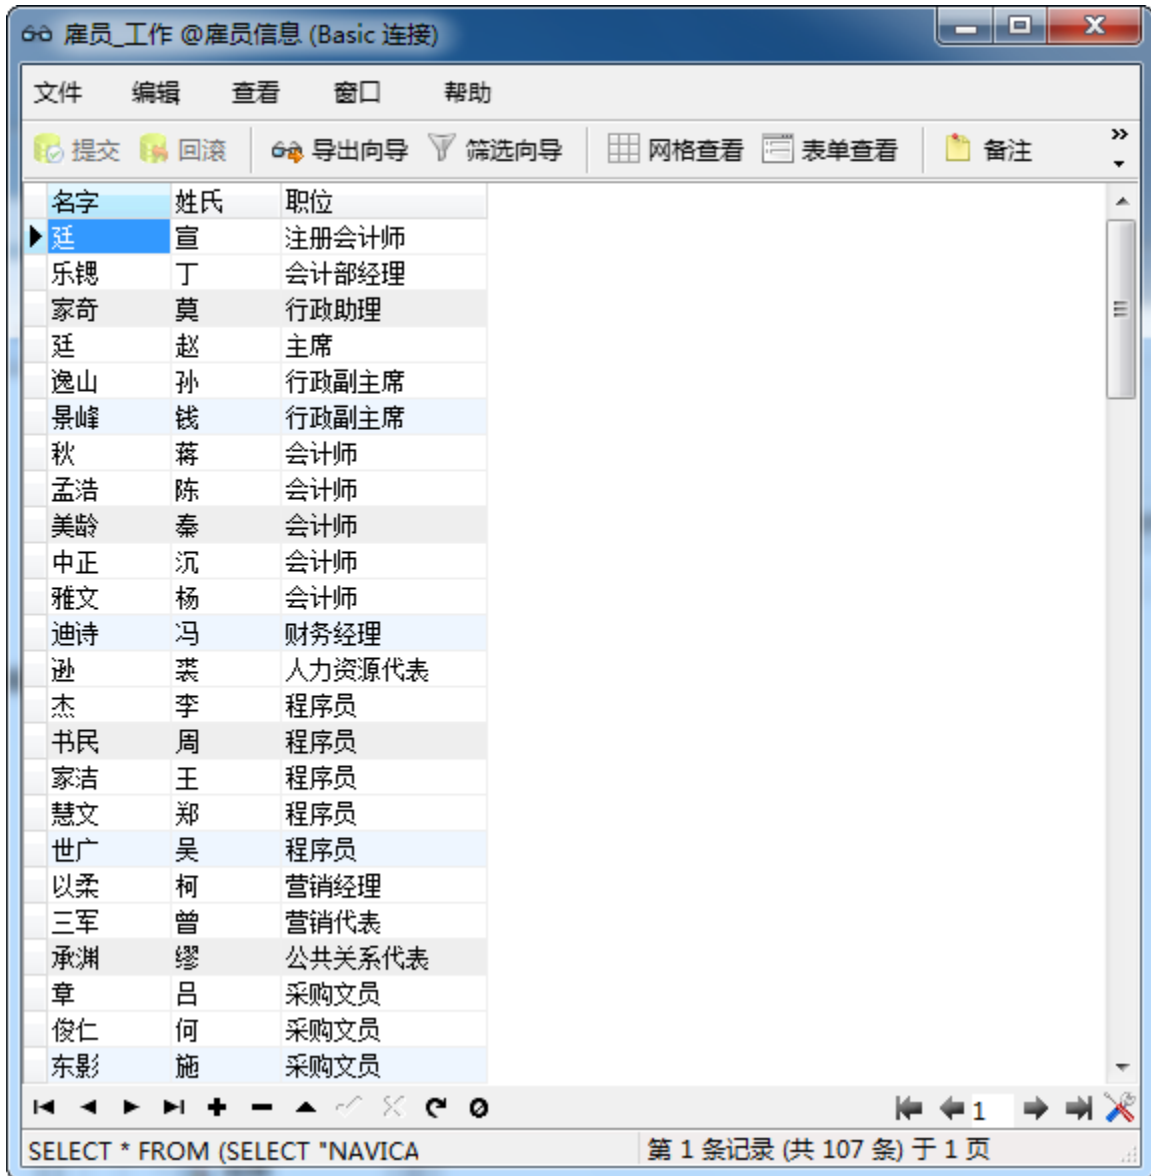 雇员_工作 @雇员信息 (Basic 连接)
文件 编辑 查看 窗口 帮助
提交 回滚 导出向导 筛选向导 网格查看 表单查看 备注
名字 姓氏 职位
廷 宣 注册会计师
乐锶 丁 会计部经理
家奇 莫 行政助理
廷 赵 主席
逸山 孙 行政副主席
景峰 钱 行政副主席
秋 蒋 会计师
孟浩 陈 会计师
美龄 秦 会计师
中正 沉 会计师
雅文 杨 会计师
迪诗 冯 财务经理
逊 裘 人力资源代表
杰 李 程序员
书民 周 程序员
家洁 王 程序员
慧文 郑 程序员
世广 吴 程序员
以柔 柯 营销经理
三军 曾 营销代表
承渊 缪 公共关系代表
章 吕 采购文员
俊仁 何 采购文员
东影 施 采购文员
1
SELECT * FROM (SELECT "NAVICA 第 1 条记录 (共 107 条) 于 1 页